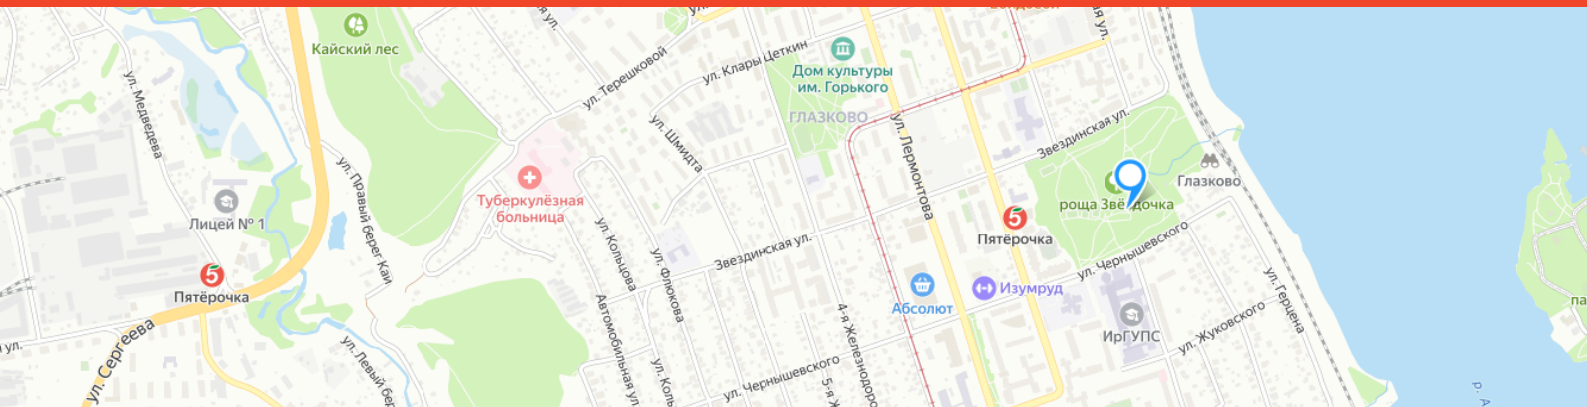 Кайский лес
ул. Медведева
Лицей № 1
Пятёрочка
ул. Сергеева
ул. Правый берег Каи
ул. Терешковой
Туберкулёзная
больница
ул. Клары Цеткин
Дом культуры
им. Горького
ГЛАЗКОВО
ул. Шмидта
ул. Лермонтова
Звездинская ул.
роща Звёздочка
Глазково
5
Пятёрочка
ул. Чернышевского
Изумруд
Абсолют
ИрГУПС
ул. Жуковского
ул. Герцена
ул. Кольцова
ул. Флюкова
Звездинская ул.
Автомобильная ул.
ул. Чернышевского
5